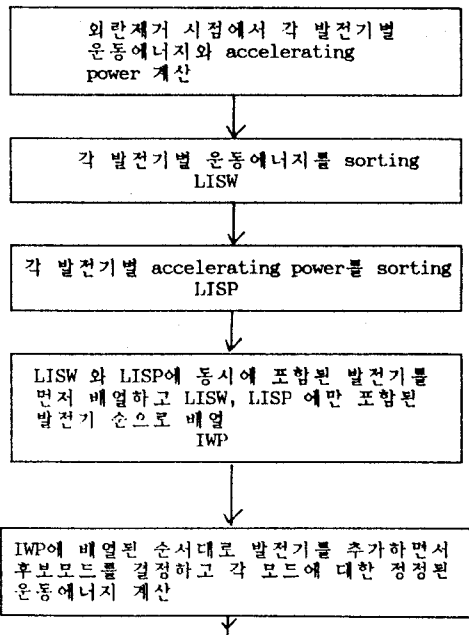 외란제거 시점에서 각 발전기별
운동에너지와 accelerating
power 계산
각 발전기별 운동에너지를 sorting
LISW
각 발전기별 accelerating power를 sorting
LISP
LISW 와 LISP에 동시에 포함된 발전기를
먼저 배열하고 LISW, LISP 에만 포함된
발전기 순으로 배열
IWP
IWP에 배열된 순서대로 발전기를 추가하면서
후보모드를 결정하고 각 모드에 대한 정정된
운동에너지 계산